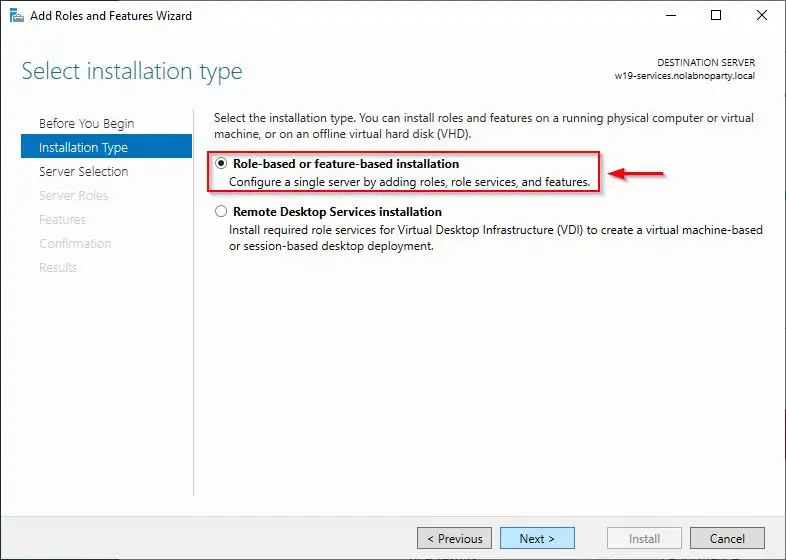 Add Roles and Features Wizard
Select installation type
DESTINATION SERVER
w19-services.nolabnoparty.local
Before You Begin
Installation Type
Server Selection
Server Roles
Features
Confirmation
Results
Select the installation type. You can install roles and features on a running physical computer or virtual
machine, or on an offline virtual hard disk (VHD).
Role-based or feature-based installation
Configure a single server by adding roles, role services, and features.
Remote Desktop Services installation
Install required role services for Virtual Desktop Infrastructure (VDI) to create a virtual machine-based
or session-based desktop deployment.
< Previous
Next >
Install
Cancel